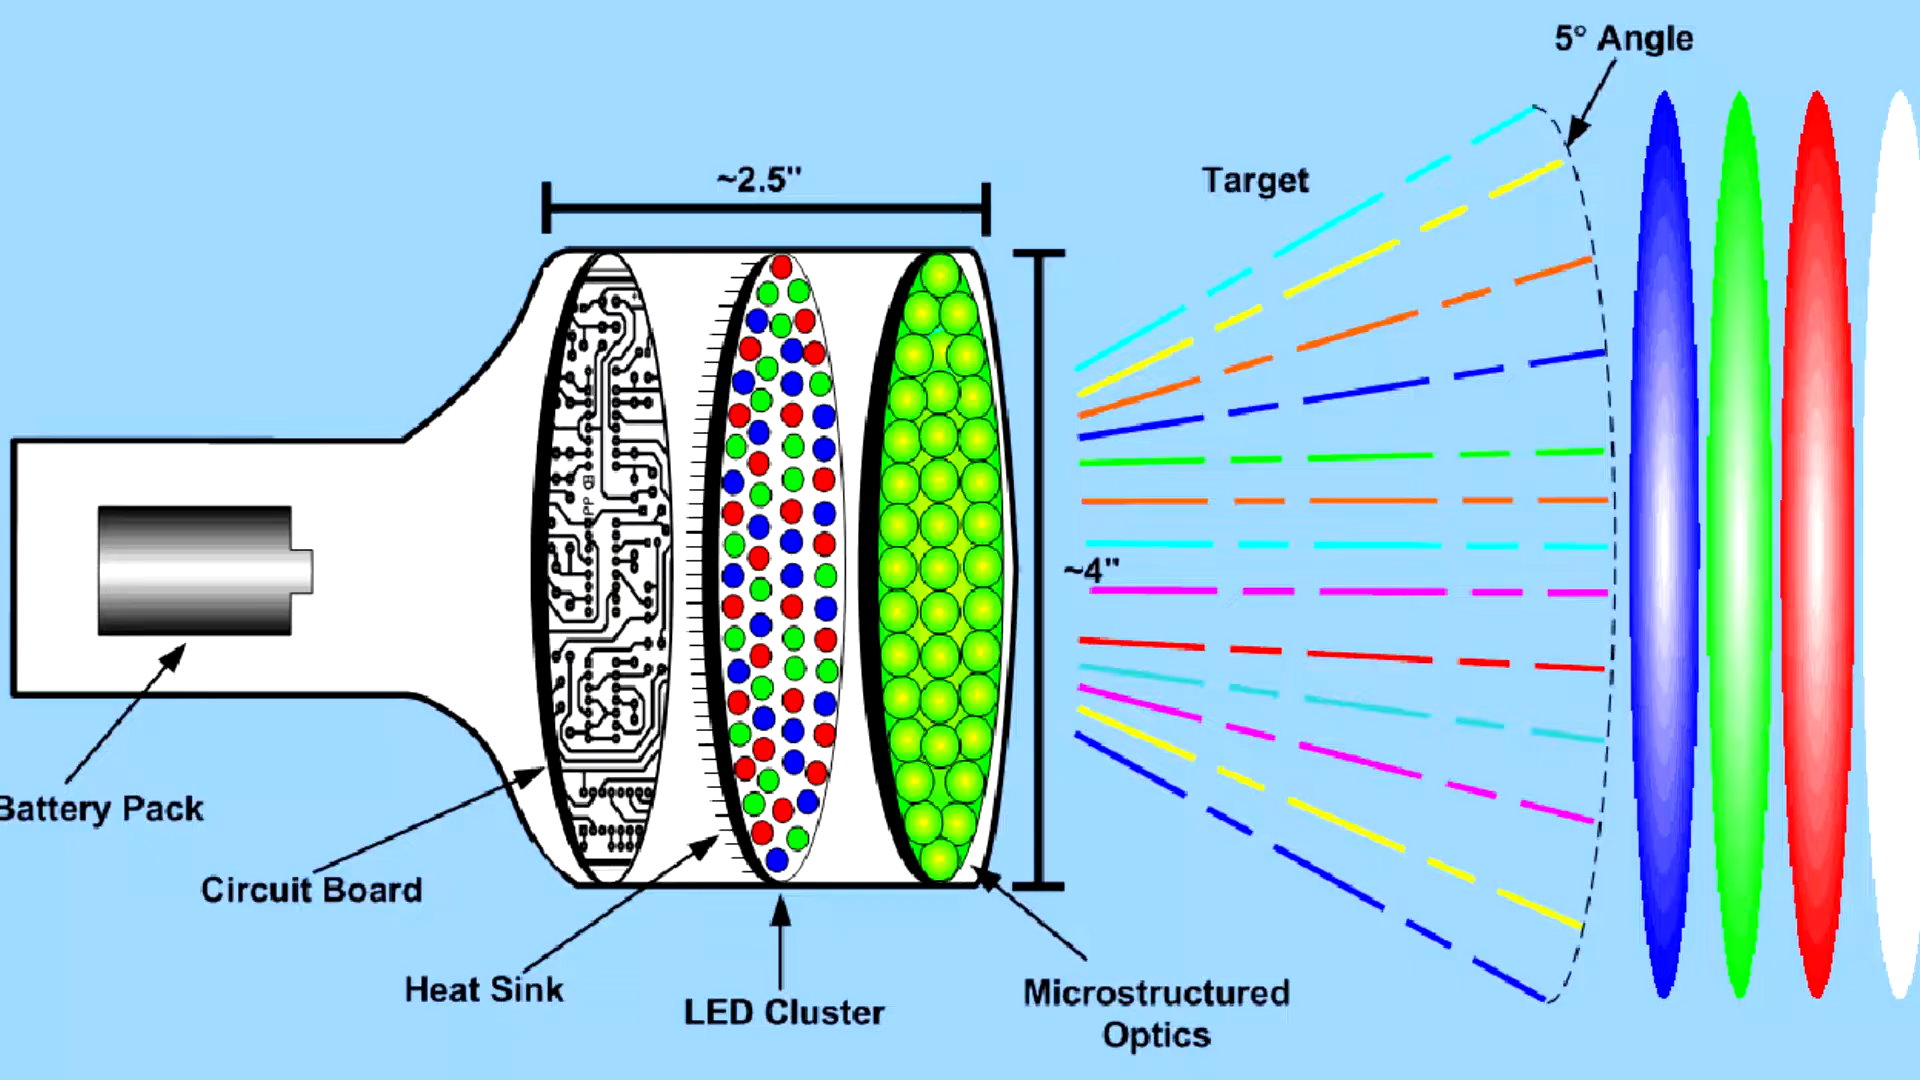 5° Angle
~2.5"
Target
~4"
Battery Pack
Circuit Board
Heat Sink
LED Cluster
Microstructured
Optics